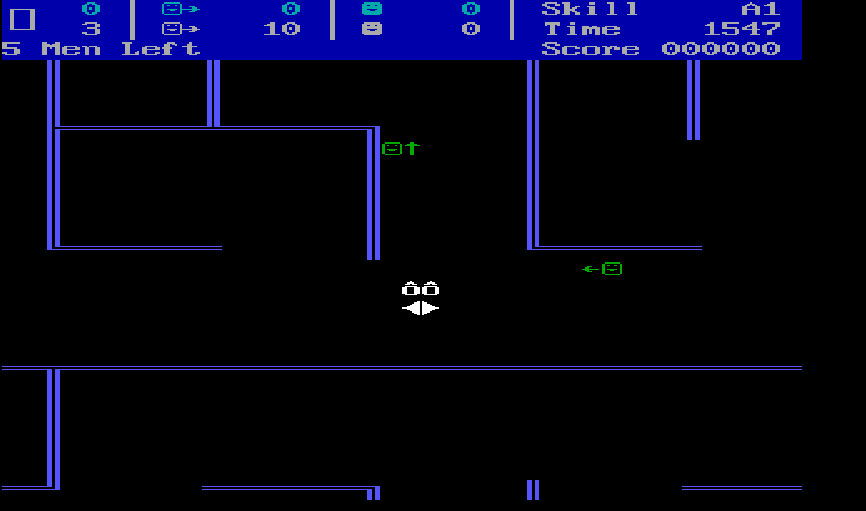 0 0 0 Skill A1
3 10 0 Time 1547
5 Men Left Score 000000